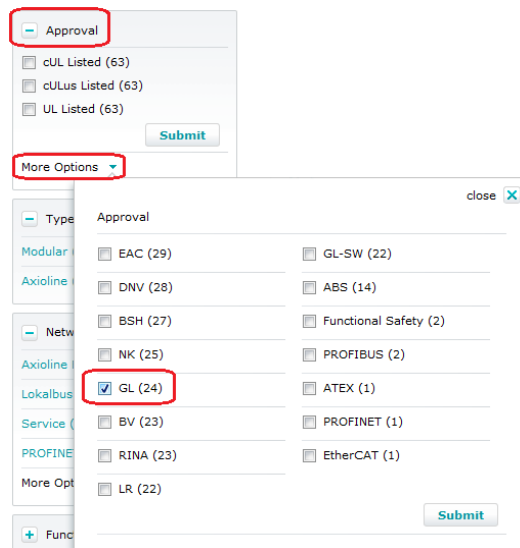 Approval
cUL Listed (63)
cULus Listed (63)
UL Listed (63)
Submit
More Options
close
Approval
EAC (29)
GL-SW (22)
DNV (28)
ABS (14)
BSH (27)
Functional Safety (2)
NK (25)
PROFIBUS (2)
GL (24)
ATEX (1)
BV (23)
PROFINET (1)
RINA (23)
EtherCAT (1)
LR (22)
Submit
Type
Modular
Axioline
Netw
Axioline
Lokalbus
Service (
PROFINE
More Opt
Func